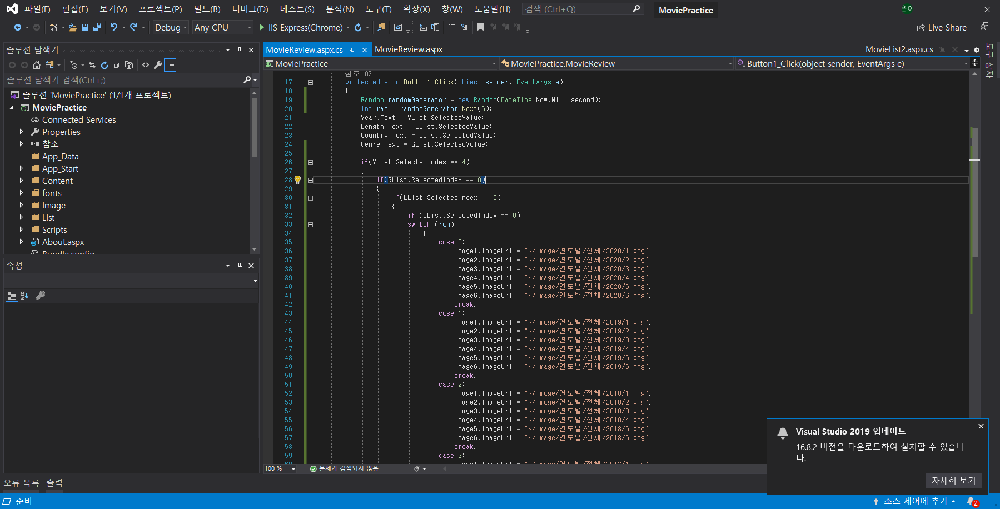 파일(F) 편집(E) 보기(V) 프로젝트(P) 빌드(B) 디버그(D) 테스트(S) 분석(N) 도구(T) 확장(X) 창(W) 도움말(H) 검색 (Ctrl+Q) MoviePractice
Debug Any CPU IIS Express(Chrome) Live Share
솔루션 탐색기
솔루션 탐색기 검색(Ctrl+;)
솔루션 'MoviePractice' (1/1개 프로젝트)
MoviePractice
Connected Services
Properties
참조
App_Data
App_Start
Content
fonts
Image
List
Scripts
About.aspx
Bundle.config
속성
오류 목록 출력
MovieReview.aspx.cs MovieReview.aspx MovieList2.aspx.cs
도구 상자
MoviePractice MoviePractice.MovieReview Button1_Click(object sender, EventArgs e)
참조 0개
17 protected void Button1_Click(object sender, EventArgs e)
18 {
19 Random randomGenerator = new Random(DateTime.Now.Millisecond);
20 int ran = randomGenerator.Next(5);
21 Year.Text = YList.SelectedValue;
22 Length.Text = LList.SelectedValue;
23 Country.Text = CList.SelectedValue;
24 Genre.Text = GList.SelectedValue;
25
26 if(YList.SelectedIndex == 4)
27 {
28 if(GList.SelectedIndex == 0)
29 {
30 if(LList.SelectedIndex == 0)
31 {
32 if (CList.SelectedIndex == 0)
33 switch (ran)
34 {
35 case 0:
36 Image1.ImageUrl = "~/Image/연도별/전체/2020/1.png";
37 Image2.ImageUrl = "~/Image/연도별/전체/2020/2.png";
38 Image3.ImageUrl = "~/Image/연도별/전체/2020/3.png";
39 Image4.ImageUrl = "~/Image/연도별/전체/2020/4.png";
40 Image5.ImageUrl = "~/Image/연도별/전체/2020/5.png";
41 Image6.ImageUrl = "~/Image/연도별/전체/2020/6.png";
42 break;
43 case 1:
44 Image1.ImageUrl = "~/Image/연도별/전체/2019/1.png";
45 Image2.ImageUrl = "~/Image/연도별/전체/2019/2.png";
46 Image3.ImageUrl = "~/Image/연도별/전체/2019/3.png";
47 Image4.ImageUrl = "~/Image/연도별/전체/2019/4.png";
48 Image5.ImageUrl = "~/Image/연도별/전체/2019/5.png";
49 Image6.ImageUrl = "~/Image/연도별/전체/2019/6.png";
50 break;
51 case 2:
52 Image1.ImageUrl = "~/Image/연도별/전체/2018/1.png";
53 Image2.ImageUrl = "~/Image/연도별/전체/2018/2.png";
54 Image3.ImageUrl = "~/Image/연도별/전체/2018/3.png";
55 Image4.ImageUrl = "~/Image/연도별/전체/2018/4.png";
56 Image5.ImageUrl = "~/Image/연도별/전체/2018/5.png";
57 Image6.ImageUrl = "~/Image/연도별/전체/2018/6.png";
58 break;
59 case 3:
60 Image1.ImageUrl = "~/Image/연도별/전체/2017/1.png";
100 % 문제가 검색되지 않음
Visual Studio 2019 업데이트
16.8.2 버전을 다운로드하여 설치할 수 있습니
다.
자세히 보기
준비 소스 제어에 추가 2